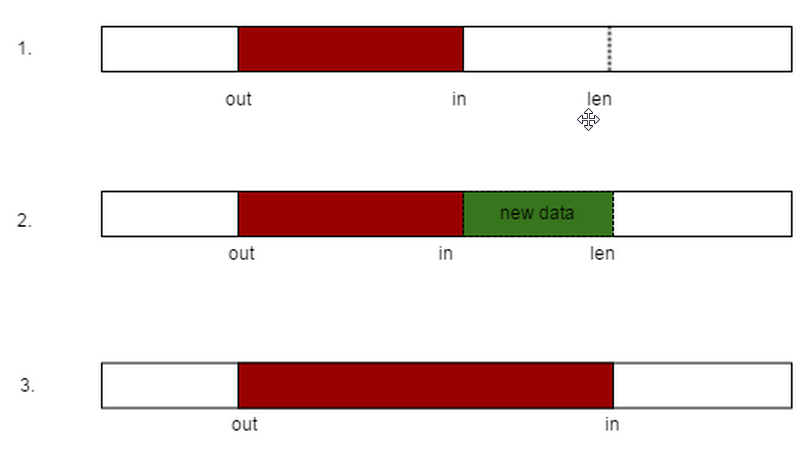 1.
out in len
2.
new data
out in len
3.
out in